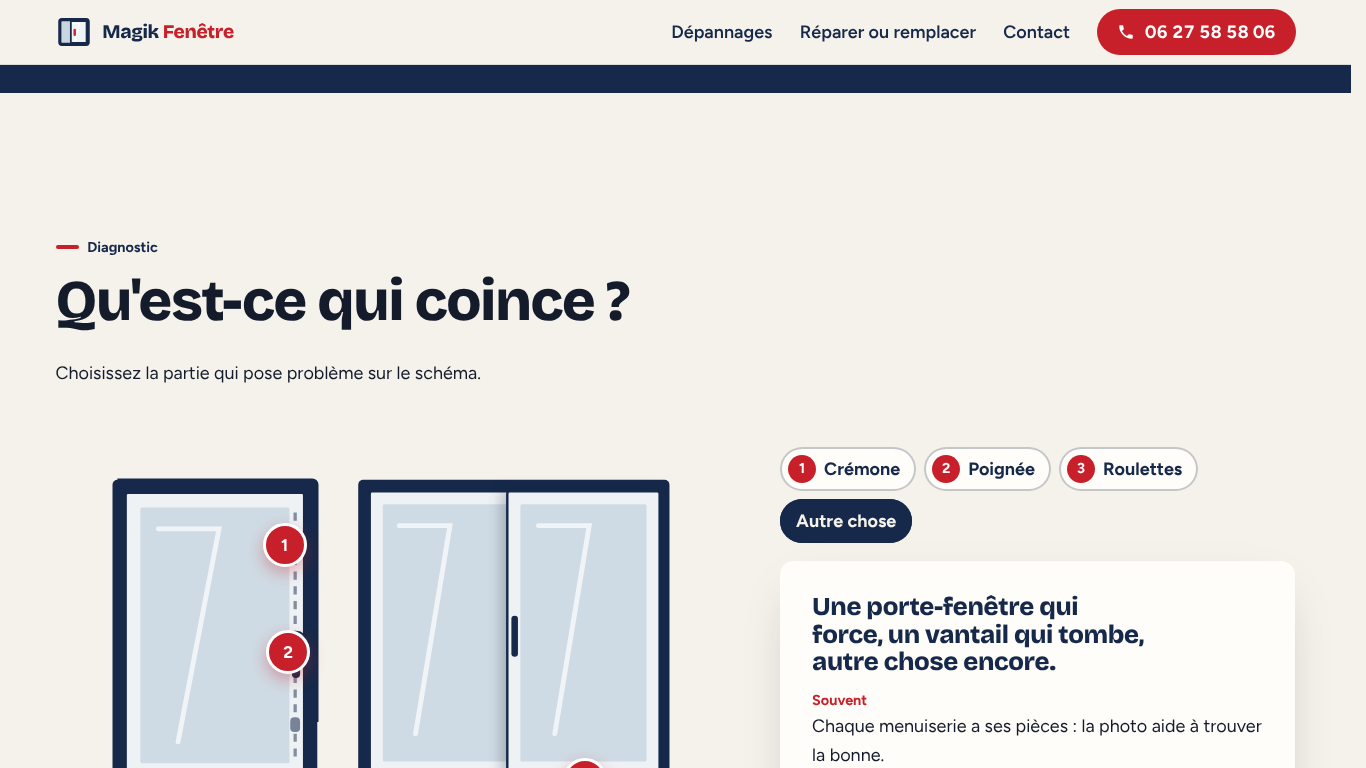 Magik Fenêtre
Dépannages
Réparer ou remplacer
Contact
06 27 58 58 06
Diagnostic
Qu'est-ce qui coince ?
Choisissez la partie qui pose problème sur le schéma.
1
2
1 Crémone
2 Poignée
3 Roulettes
Autre chose
Une porte-fenêtre qui
force, un vantail qui tombe,
autre chose encore.
Souvent
Chaque menuiserie a ses pièces : la photo aide à trouver
la bonne.